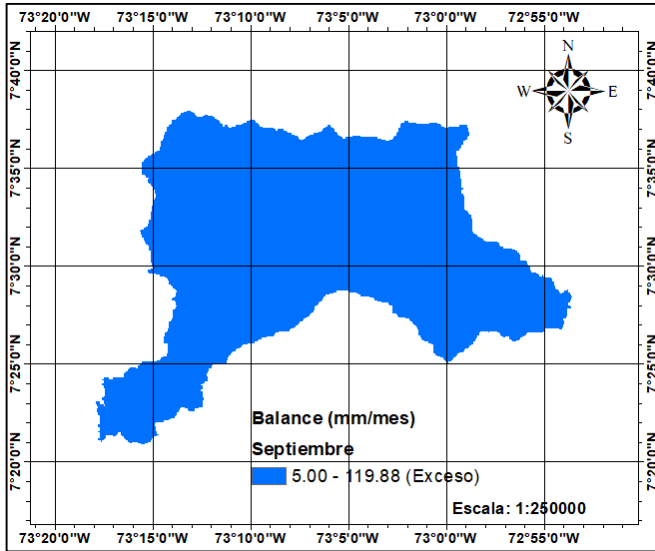 73°20'0"W 73°15'0"W 73°10'0"W 73°5'0"W 73°0'0"W 72°55'0"W
7°40'0"N 7°40'0"N
N
W E
S
7°35'0"N 7°35'0"N
7°30'0"N 7°30'0"N
7°25'0"N 7°25'0"N
Balance (mm/mes)
Septiembre
7°20'0"N 7°20'0"N
5.00 - 119.88 (Exceso)
Escala: 1:250000
73°20'0"W 73°15'0"W 73°10'0"W 73°5'0"W 73°0'0"W 72°55'0"W